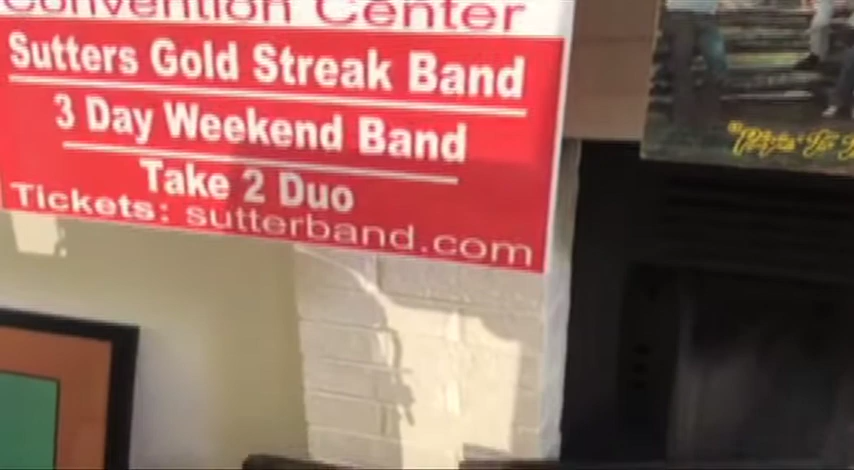 Convention Center
Sutters Gold Streak Band
3 Day Weekend Band
Take 2 Duo
Tickets: sutterband.com